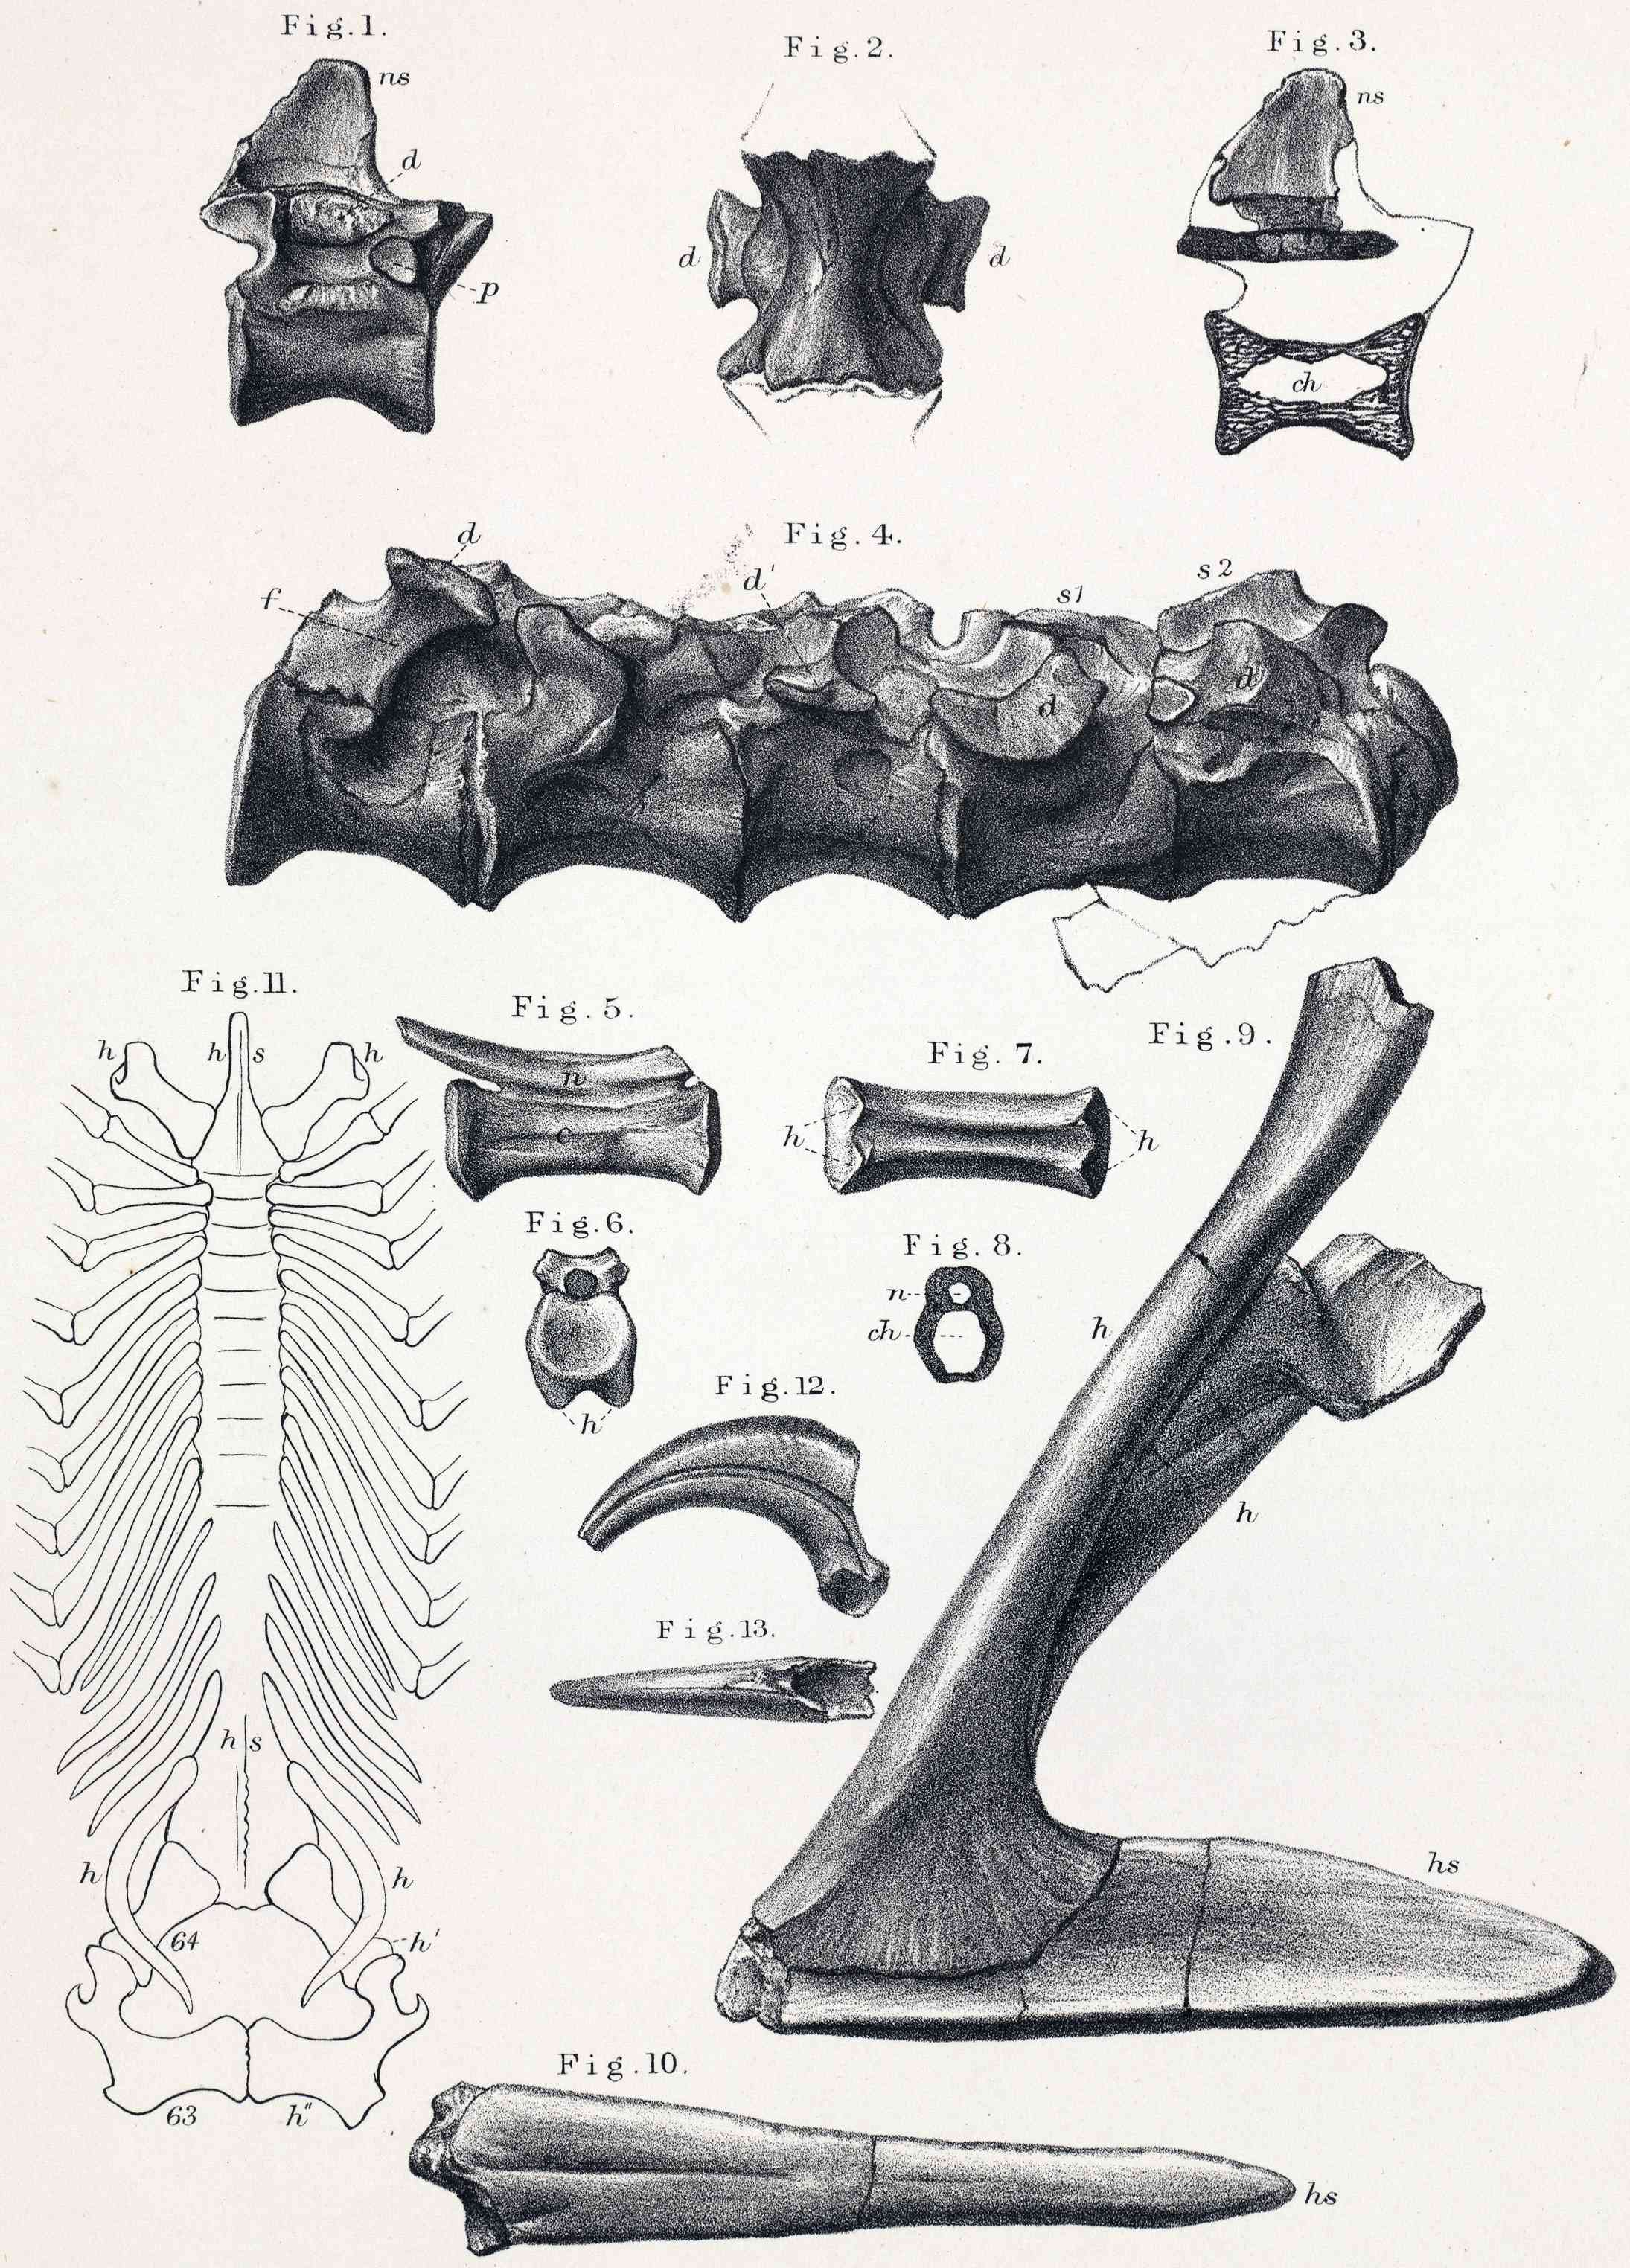 Fig.1.
ns
d
p
Fig.2.
d d
Fig.3.
ns
ch
Fig.4.
d
f
d'
s1
s2
d
d
Fig.11.
h h s h
h s
h h
64 h'
63 h"
Fig.5.
n
c
Fig.7.
h h
Fig.6.
h
Fig.8.
n
ch
Fig.12.
Fig.13.
Fig.9.
h
h
hs
Fig.10.
hs